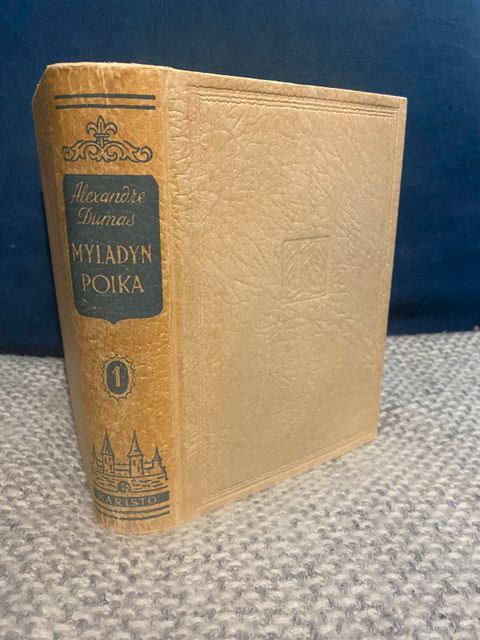 Alexandre
Dumas
MYLADYN
POIKA
1
KARISTO